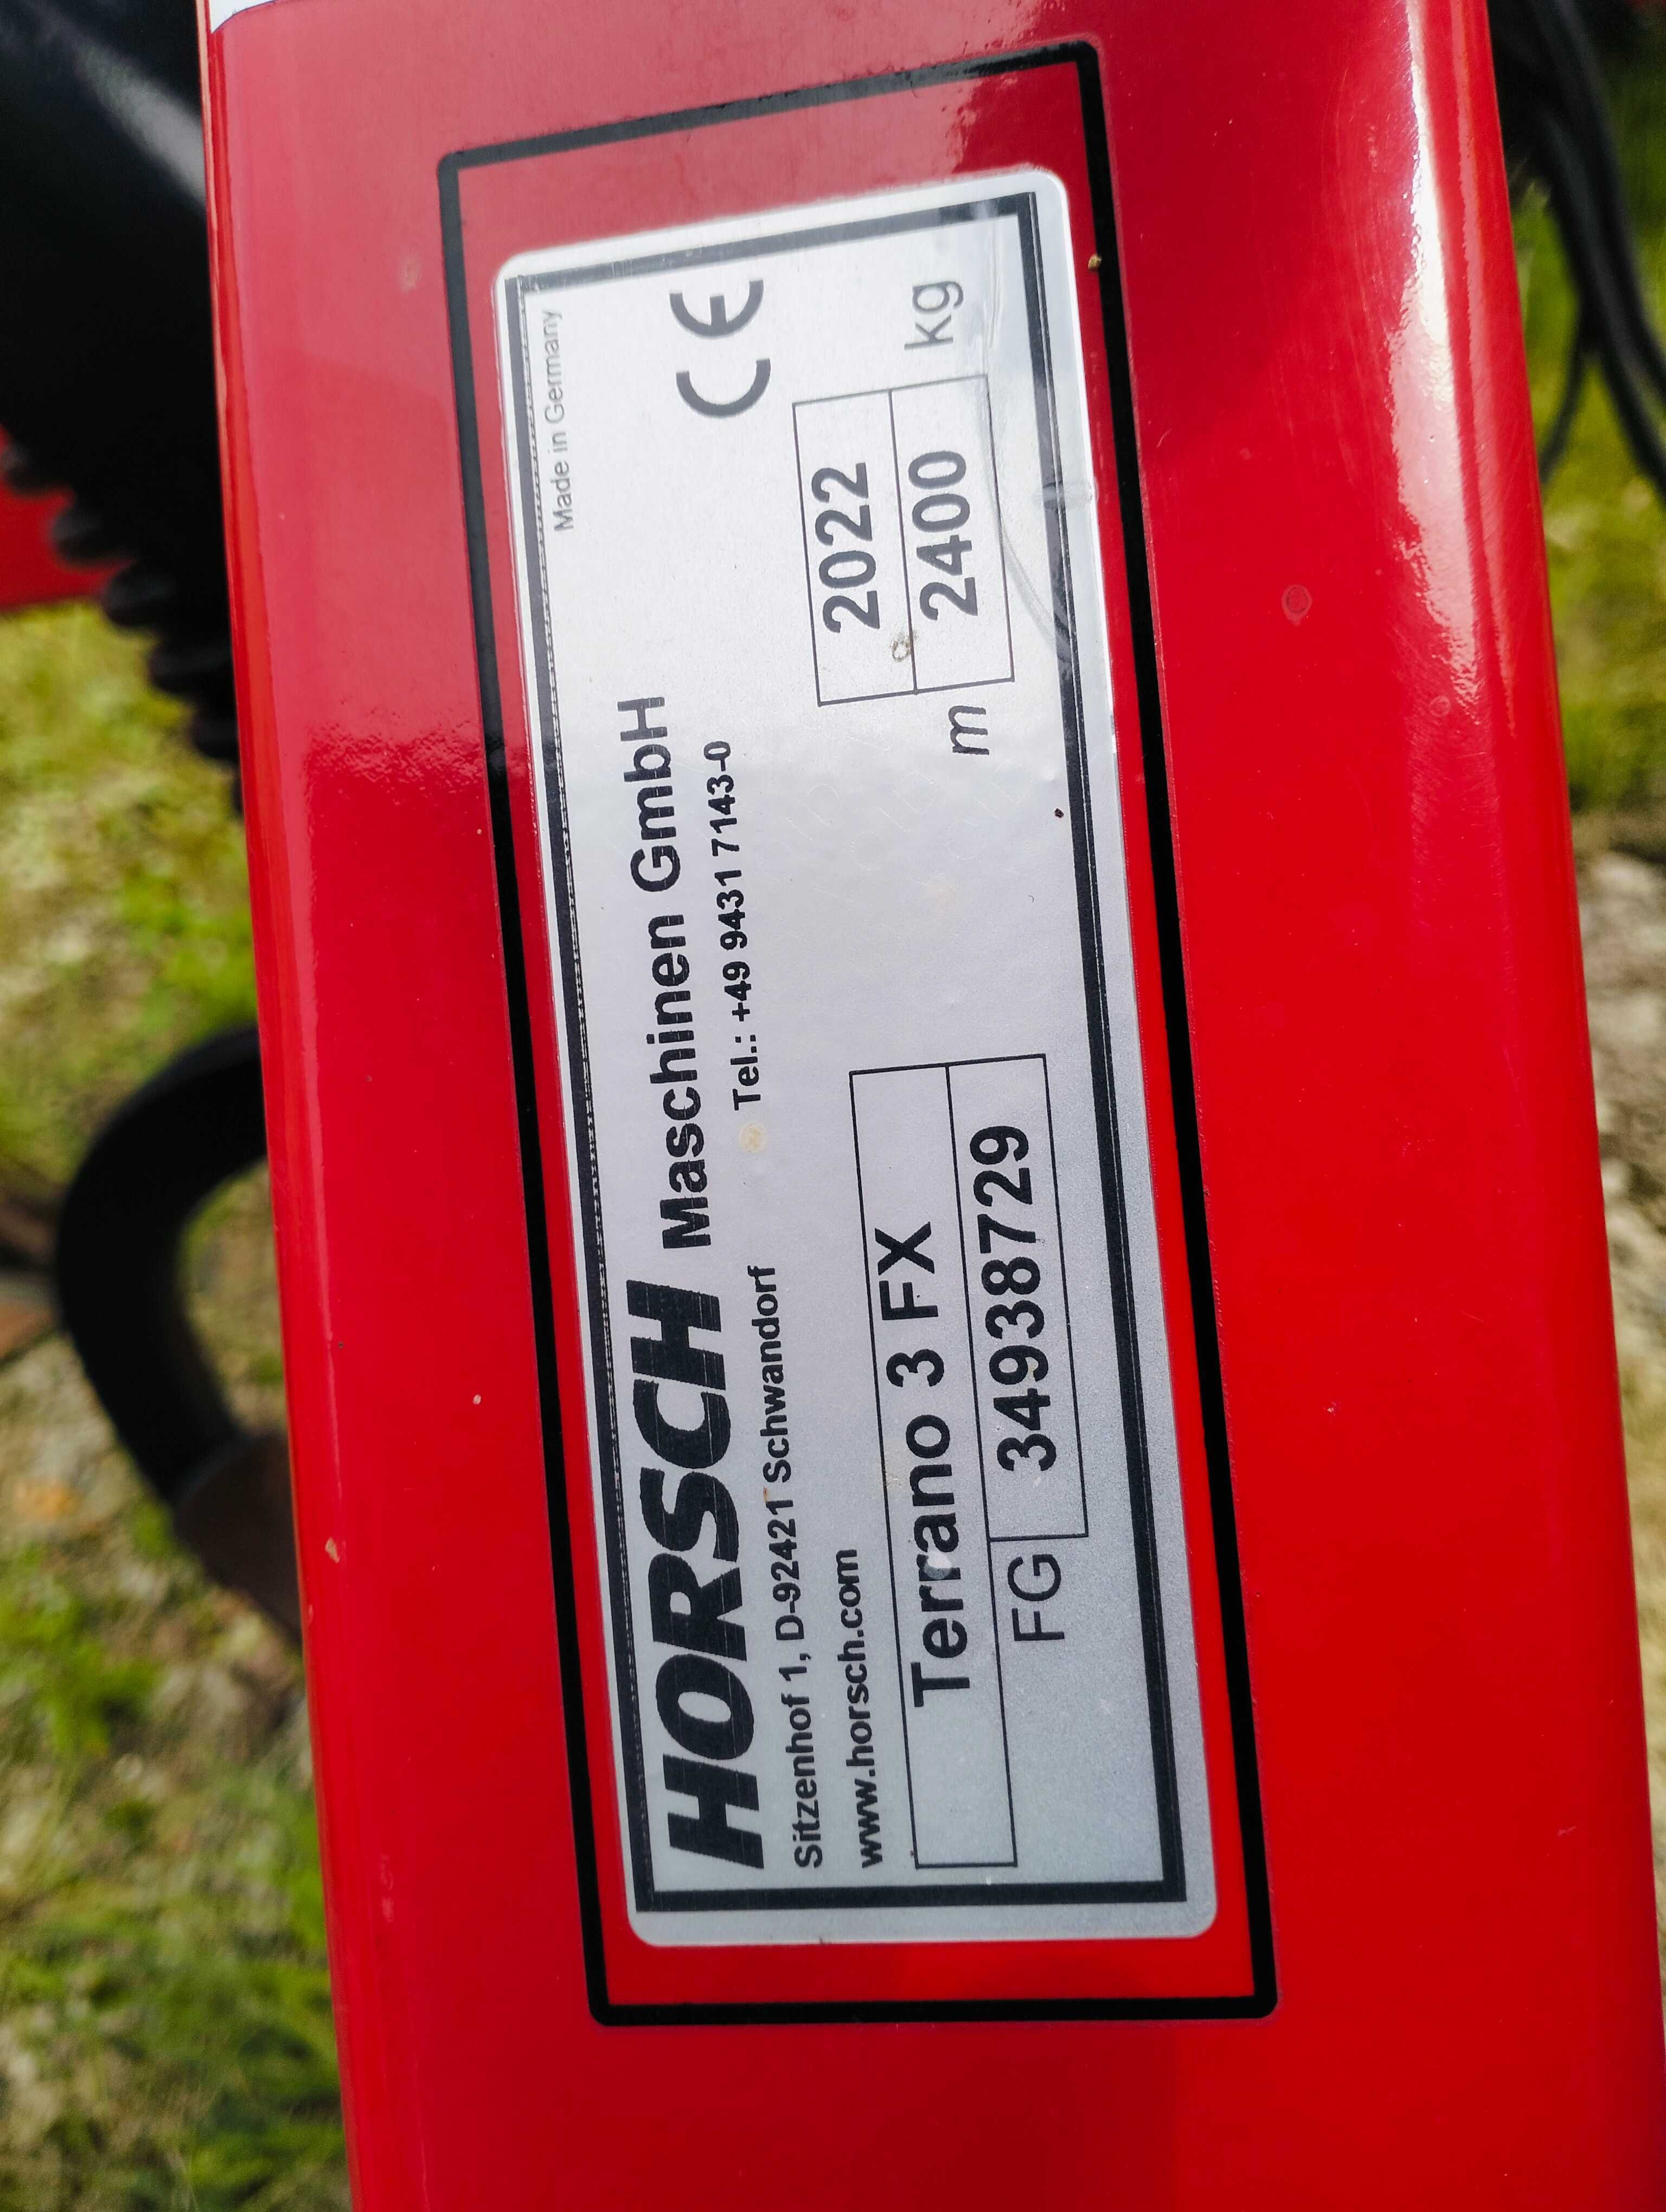 Made in Germany
HORSCH Maschinen GmbH
Sitzenhof 1, D-92421 Schwandorf Tel.: +49 9431 7143-0
www.horsch.com
CE
Terrano 3 FX 2022
FG 34938729 m 2400 kg